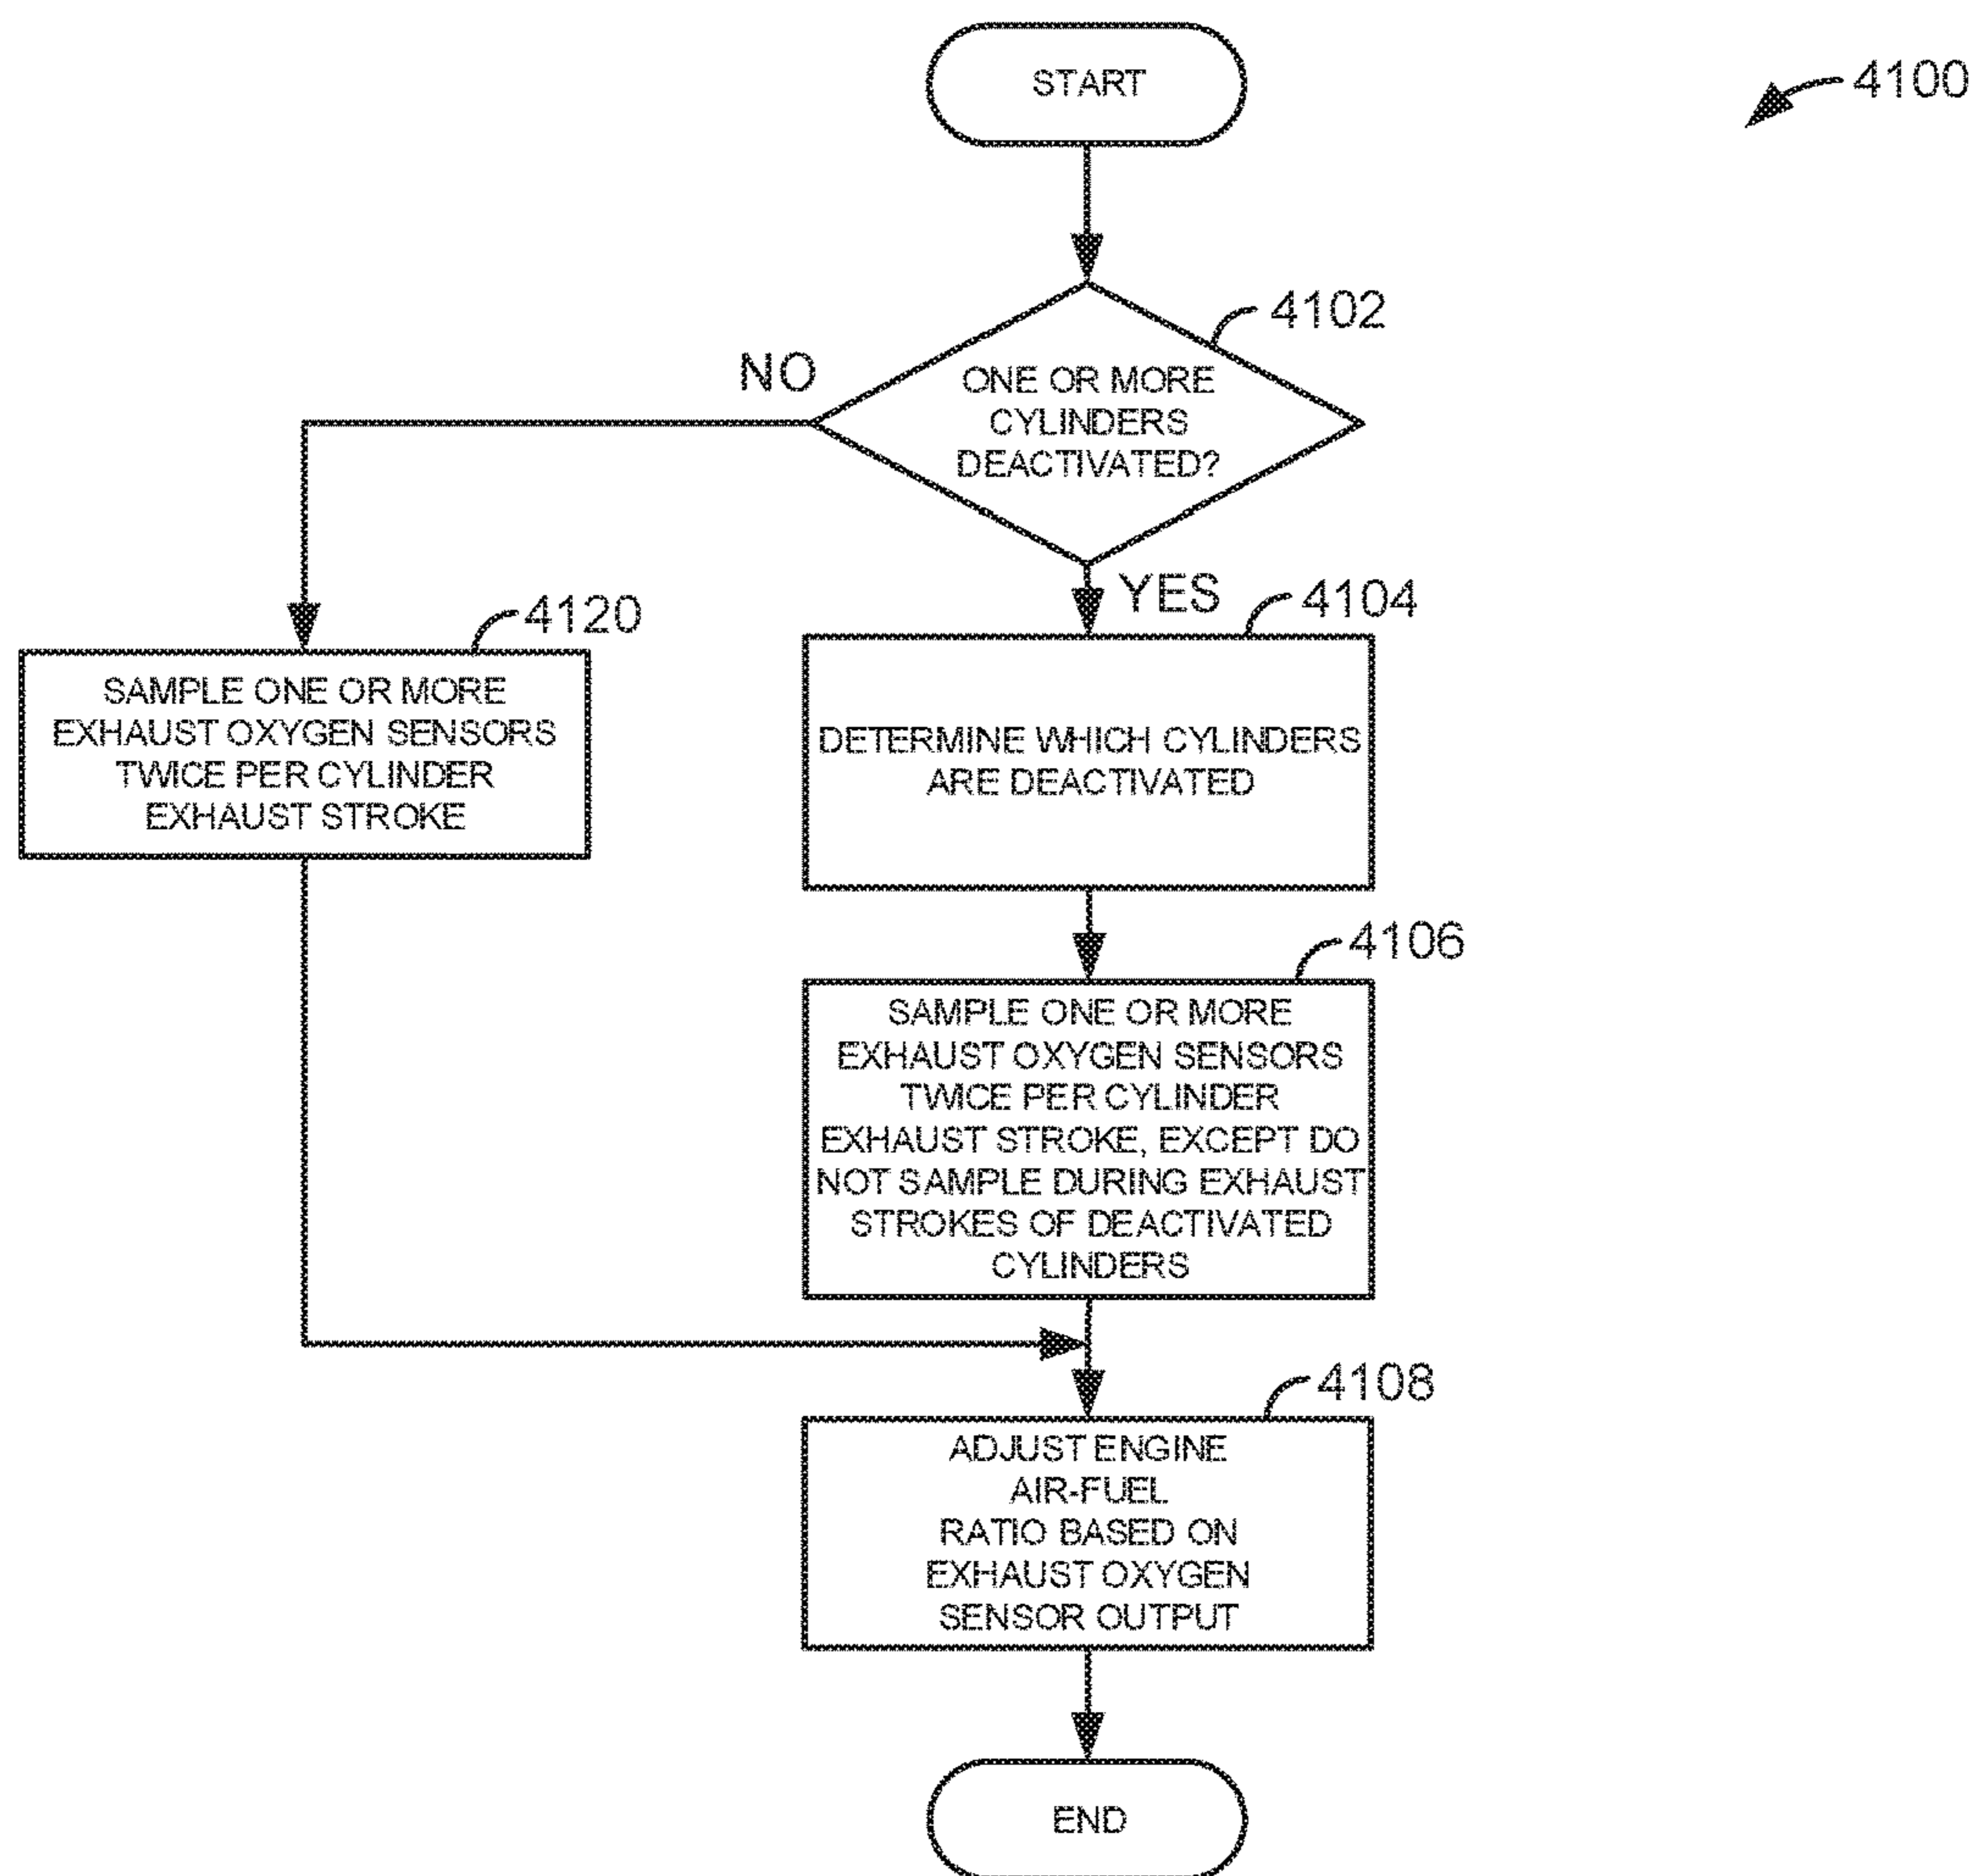 START
4100
4102
ONE OR MORE
CYLINDERS
DEACTIVATED?
NO
YES
4120
SAMPLE ONE OR MORE
EXHAUST OXYGEN SENSORS
TWICE PER CYLINDER
EXHAUST STROKE
4104
DETERMINE WHICH CYLINDERS
ARE DEACTIVATED
4106
SAMPLE ONE OR MORE
EXHAUST OXYGEN SENSORS
TWICE PER CYLINDER
EXHAUST STROKE, EXCEPT DO
NOT SAMPLE DURING EXHAUST
STROKES OF DEACTIVATED
CYLINDERS
4108
ADJUST ENGINE
AIR-FUEL
RATIO BASED ON
EXHAUST OXYGEN
SENSOR OUTPUT
END